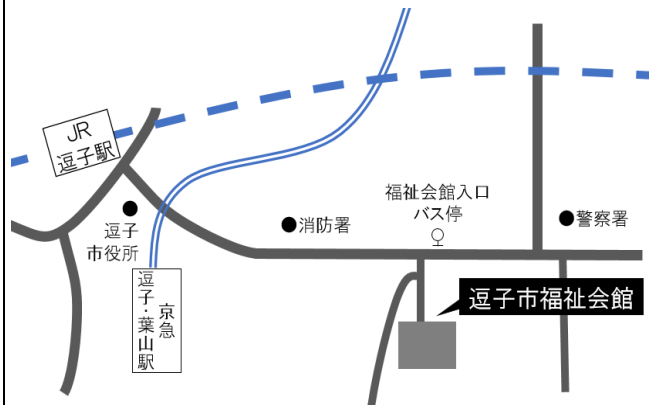 JR
逗子駅
福祉会館入口
バス停
消防署
警察署
逗子
市役所
京急
逗子・葉山駅
逗子市福祉会館